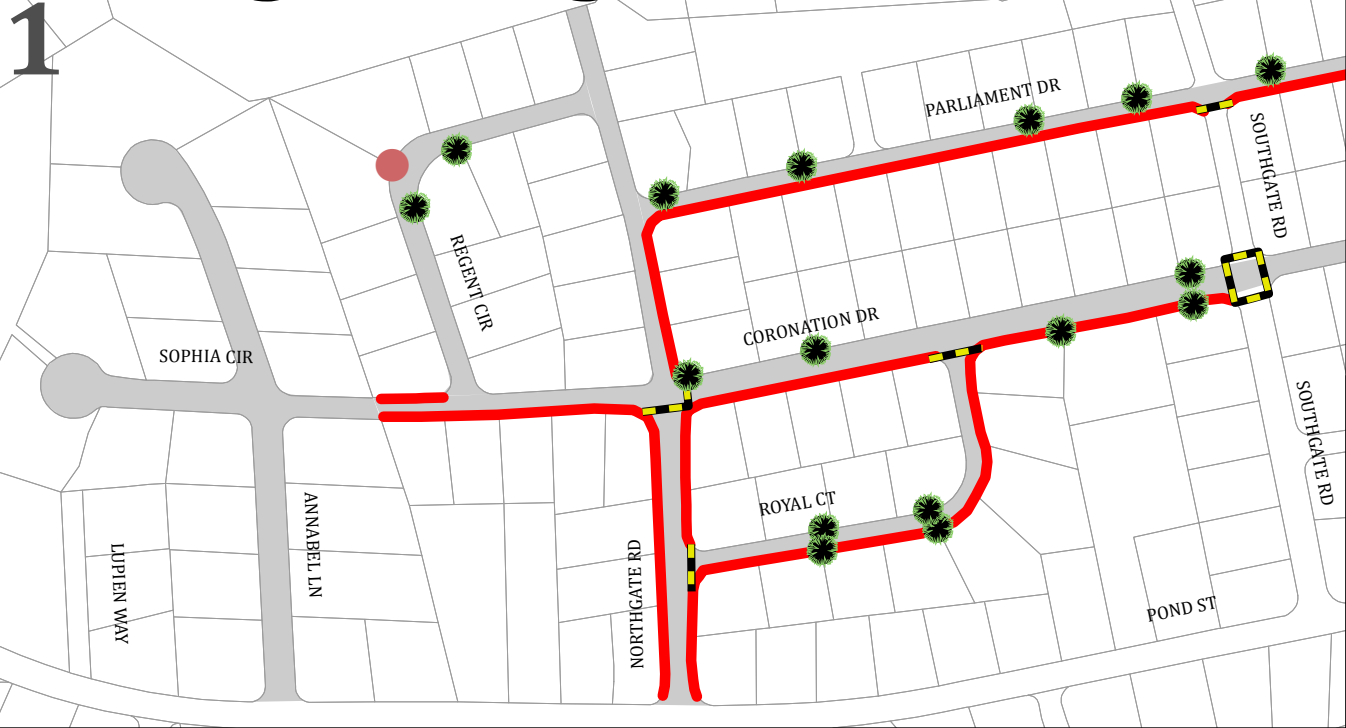 1
PARLIAMENT DR
SOUTHGATE RD
REGENT CIR
CORONATION DR
SOPHIA CIR
SOUTHGATE RD
ROYAL CT
ANNABEL LN
LUPIEN WAY
NORTHGATE RD
POND ST